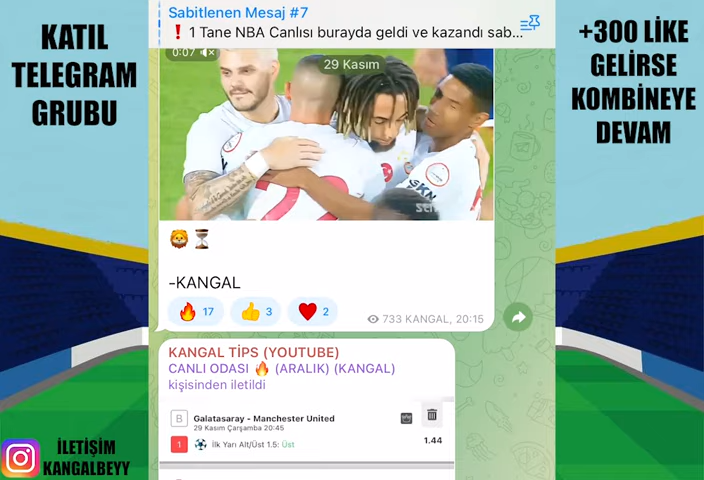 KATIL
TELEGRAM
GRUBU
Sabitlenen Mesaj #7
❗ 1 Tane NBA Canlısı burayda geldi ve kazandı sab...
+300 LİKE
GELİRSE
KOMBİNEYE
DEVAM
0:07
29 Kasım
🦁⏳
-KANGAL
🔥 17 👍 3 ❤️ 2
733 KANGAL, 20:15
KANGAL TİPS (YOUTUBE)
CANLI ODASI 🔥 (ARALIK) (KANGAL)
kişisinden iletildi
B Galatasaray - Manchester United
29 Kasım Çarşamba 20:45
1 ⚽ İlk Yarı Alt/Üst 1.5: Üst 1.44
İLETİŞİM
KANGALBEYY